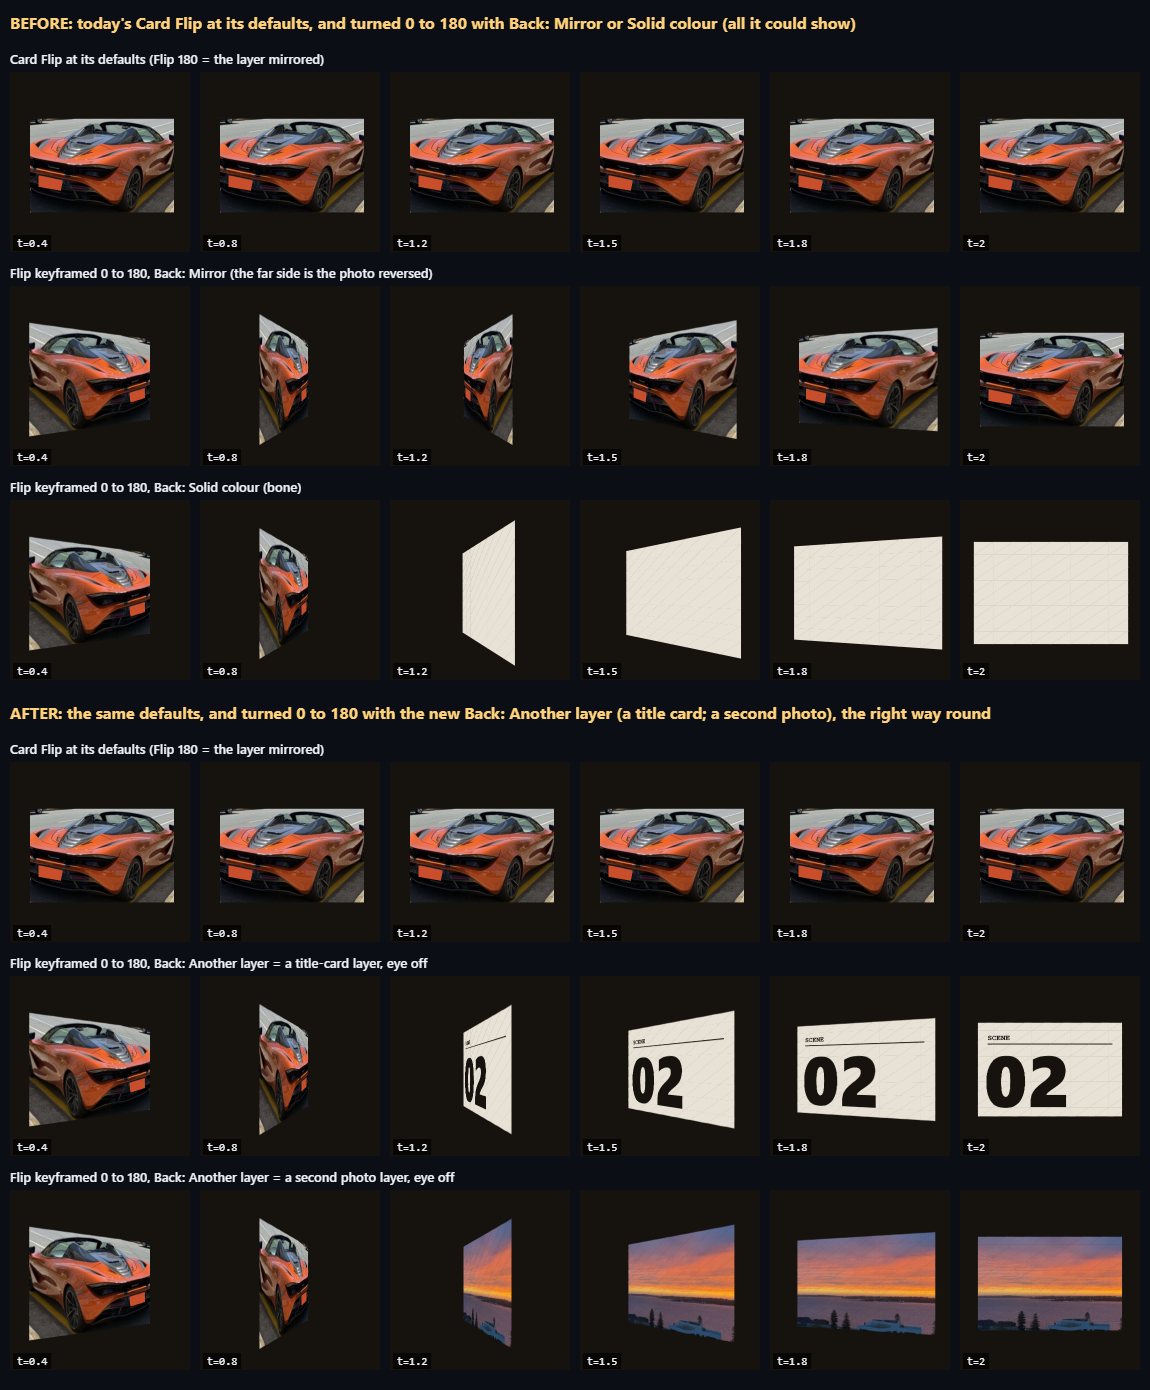 BEFORE: today's Card Flip at its defaults, and turned 0 to 180 with Back: Mirror or Solid colour (all it could show)
Card Flip at its defaults (Flip 180 = the layer mirrored)
t=0.4 t=0.8 t=1.2 t=1.5 t=1.8 t=2
Flip keyframed 0 to 180, Back: Mirror (the far side is the photo reversed)
t=0.4 t=0.8 t=1.2 t=1.5 t=1.8 t=2
Flip keyframed 0 to 180, Back: Solid colour (bone)
t=0.4 t=0.8 t=1.2 t=1.5 t=1.8 t=2
AFTER: the same defaults, and turned 0 to 180 with the new Back: Another layer (a title card; a second photo), the right way round
Card Flip at its defaults (Flip 180 = the layer mirrored)
t=0.4 t=0.8 t=1.2 t=1.5 t=1.8 t=2
Flip keyframed 0 to 180, Back: Another layer = a title-card layer, eye off
SCENE SCENE SCENE
02 02 02 02
t=0.4 t=0.8 t=1.2 t=1.5 t=1.8 t=2
Flip keyframed 0 to 180, Back: Another layer = a second photo layer, eye off
t=0.4 t=0.8 t=1.2 t=1.5 t=1.8 t=2